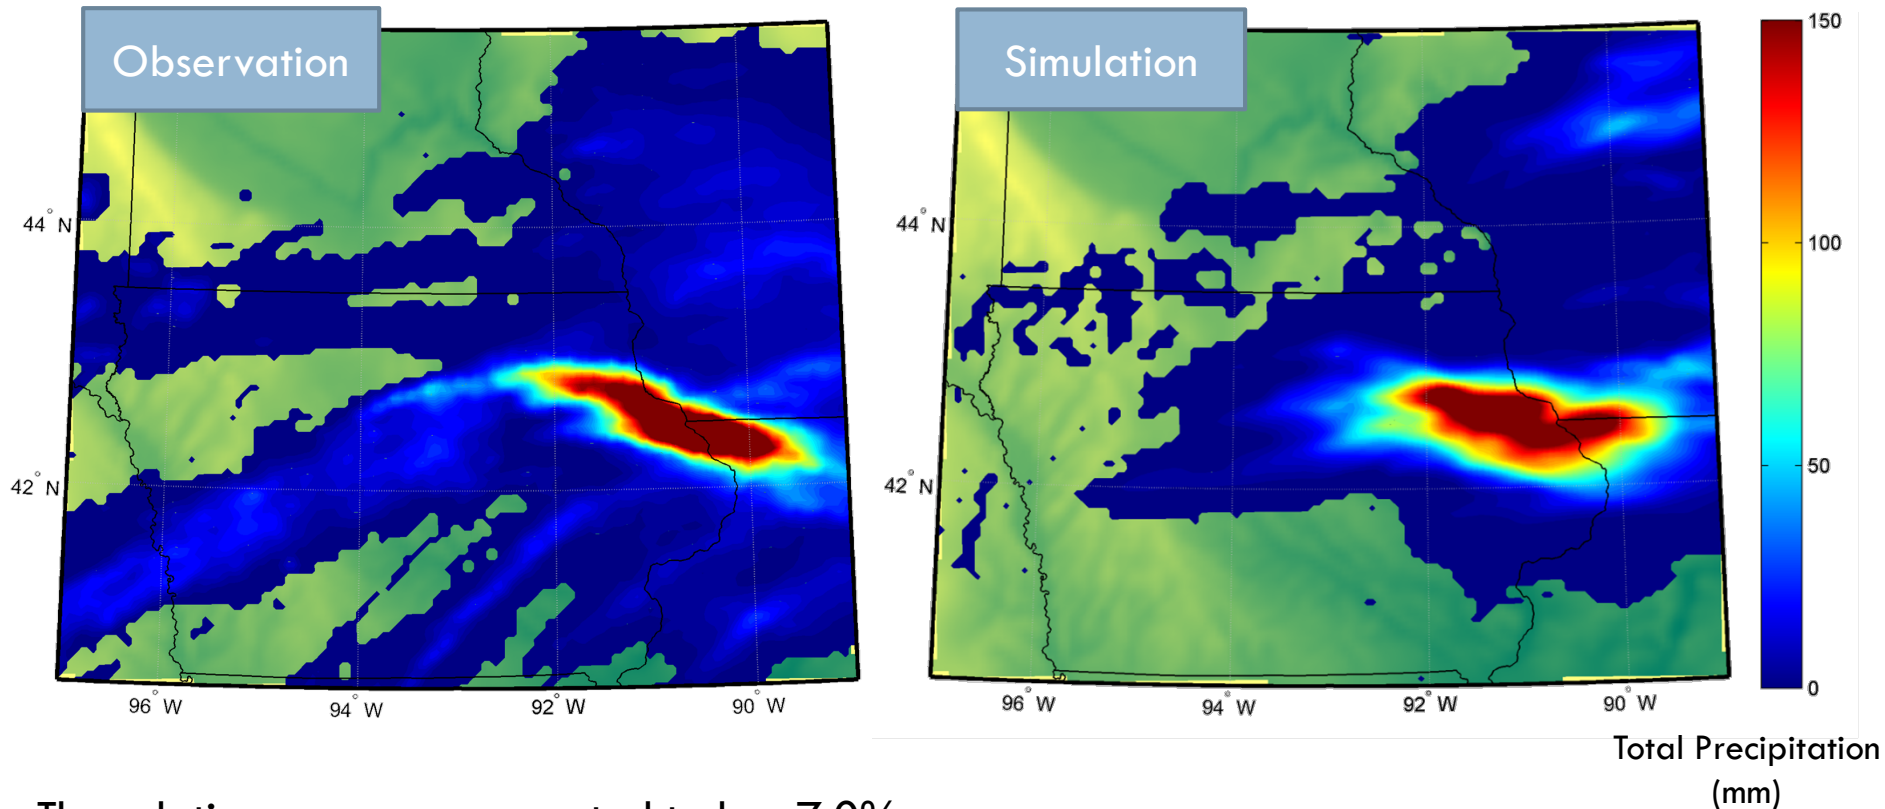 Observation
Simulation
150
100
50
0
44° N
42° N
96° W
94° W
92° W
90° W
44° N
42° N
96° W
94° W
92° W
90° W
Total Precipitation
(mm)